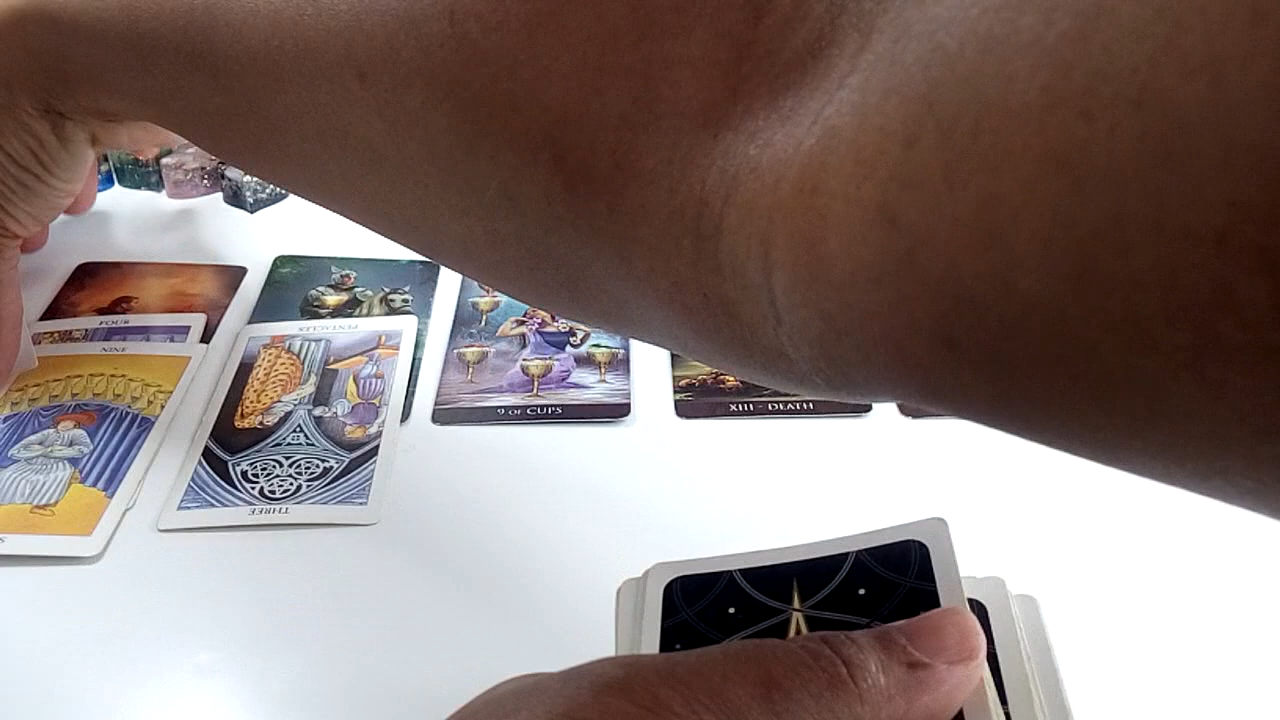 FOUR
NINE
PENTACLES
THREE
9 OF CUPS
XIII - DEATH